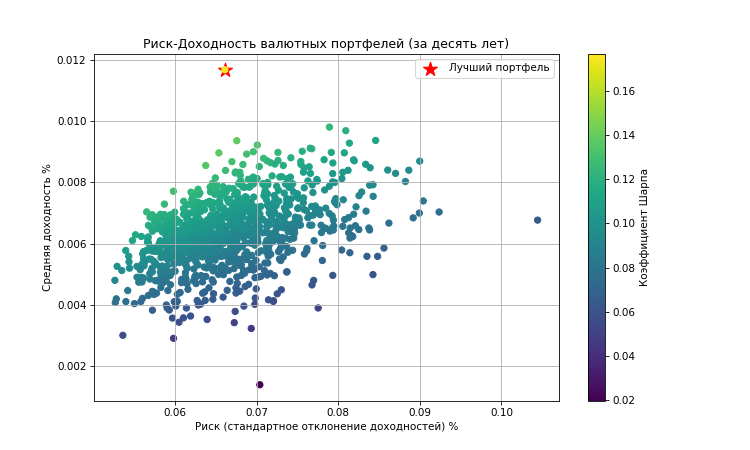 Риск-Доходность валютных портфелей (за десять лет)
Лучший портфель
Средняя доходность %
0.012
0.010
0.008
0.006
0.004
0.002
0.06 0.07 0.08 0.09 0.10
Риск (стандартное отклонение доходностей) %
0.16
0.14
0.12
0.10
0.08
0.06
0.04
0.02
Коэффициент Шарпа